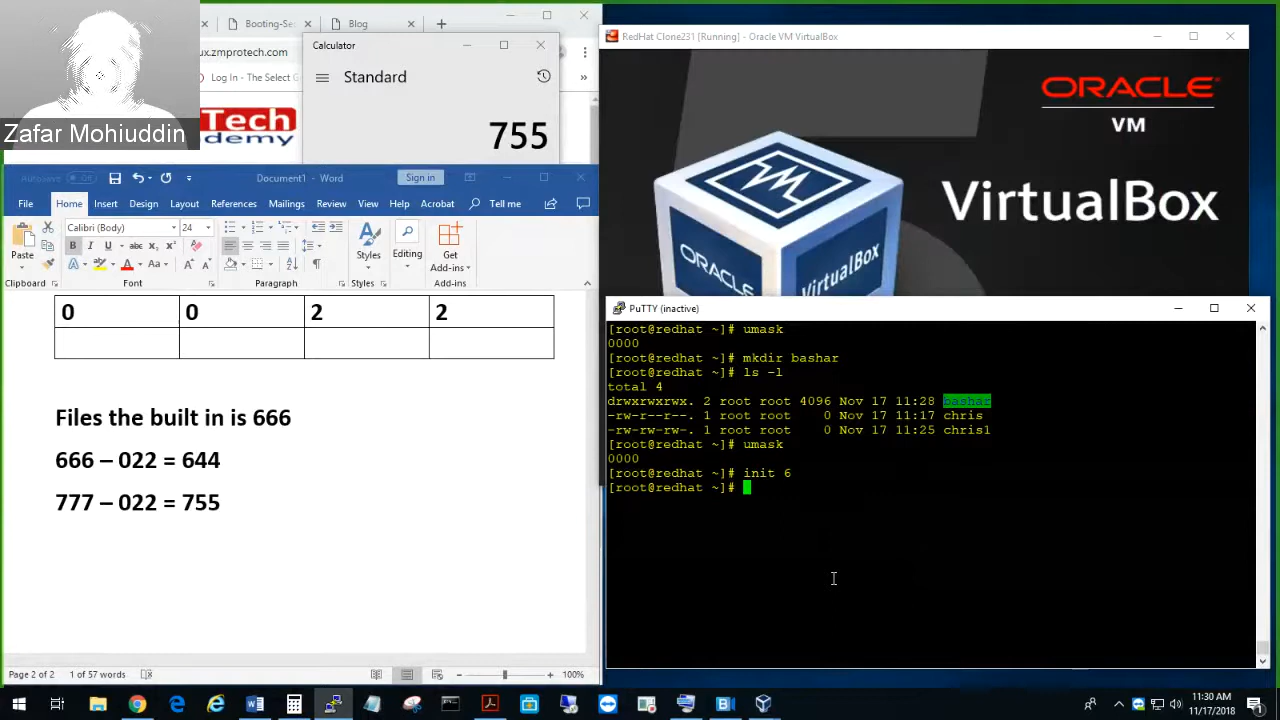 Booting-Se
Blog
ux.zmprotech.com
Log In - The Select G
»
Tech
demy
Zafar Mohiuddin
Calculator
Standard
755
AutoSave Off
Document1 - Word
Sign in
File Home Insert Design Layout References Mailings Review View Help Acrobat Tell me
Calibri (Body) 24
Paste
Styles
Editing
Get
Add-ins
Clipboard Font Paragraph Styles Add-ins
0 0 2 2
Files the built in is 666
666 – 022 = 644
777 – 022 = 755
Page 2 of 2 1 of 57 words 100%
RedHat Clone231 [Running] - Oracle VM VirtualBox
ORACLE
VM
VirtualBox
ORACLE
VirtualBox
PuTTY (inactive)
[root@redhat ~]# umask
0000
[root@redhat ~]# mkdir bashar
[root@redhat ~]# ls -l
total 4
drwxrwxrwx. 2 root root 4096 Nov 17 11:28 bashar
-rw-r--r--. 1 root root 0 Nov 17 11:17 chris
-rw-rw-rw-. 1 root root 0 Nov 17 11:25 chris1
[root@redhat ~]# umask
0000
[root@redhat ~]# init 6
[root@redhat ~]#
11:30 AM
11/17/2018